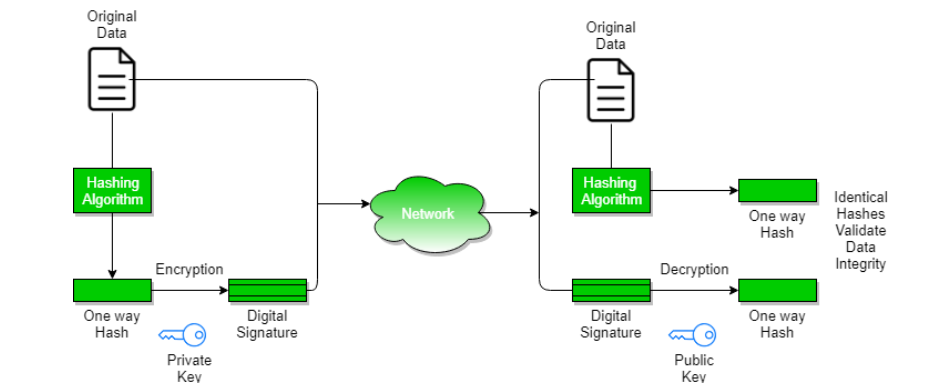 Original
Data
Hashing
Algorithm
Encryption
One way
Hash
Private
Key
Digital
Signature
Network
Original
Data
Hashing
Algorithm
One way
Hash
Identical
Hashes
Validate
Data
Integrity
Decryption
Digital
Signature
Public
Key
One way
Hash